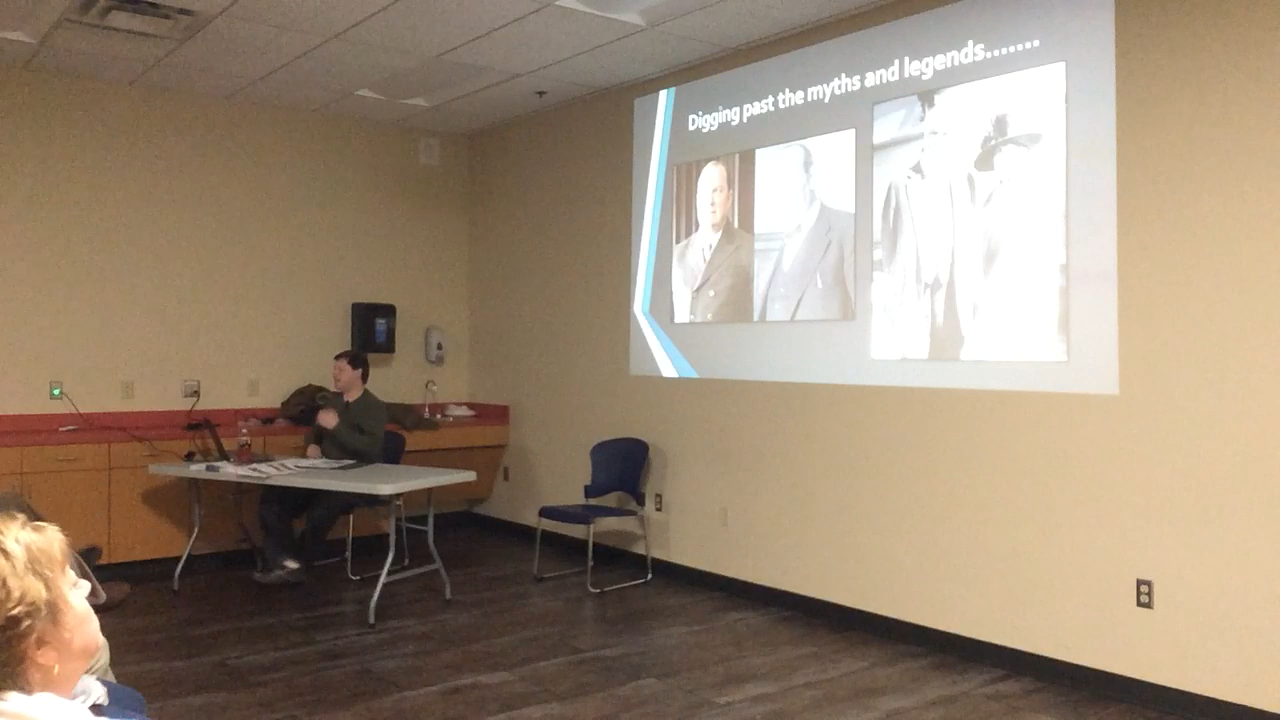 Digging past the myths and legends.......